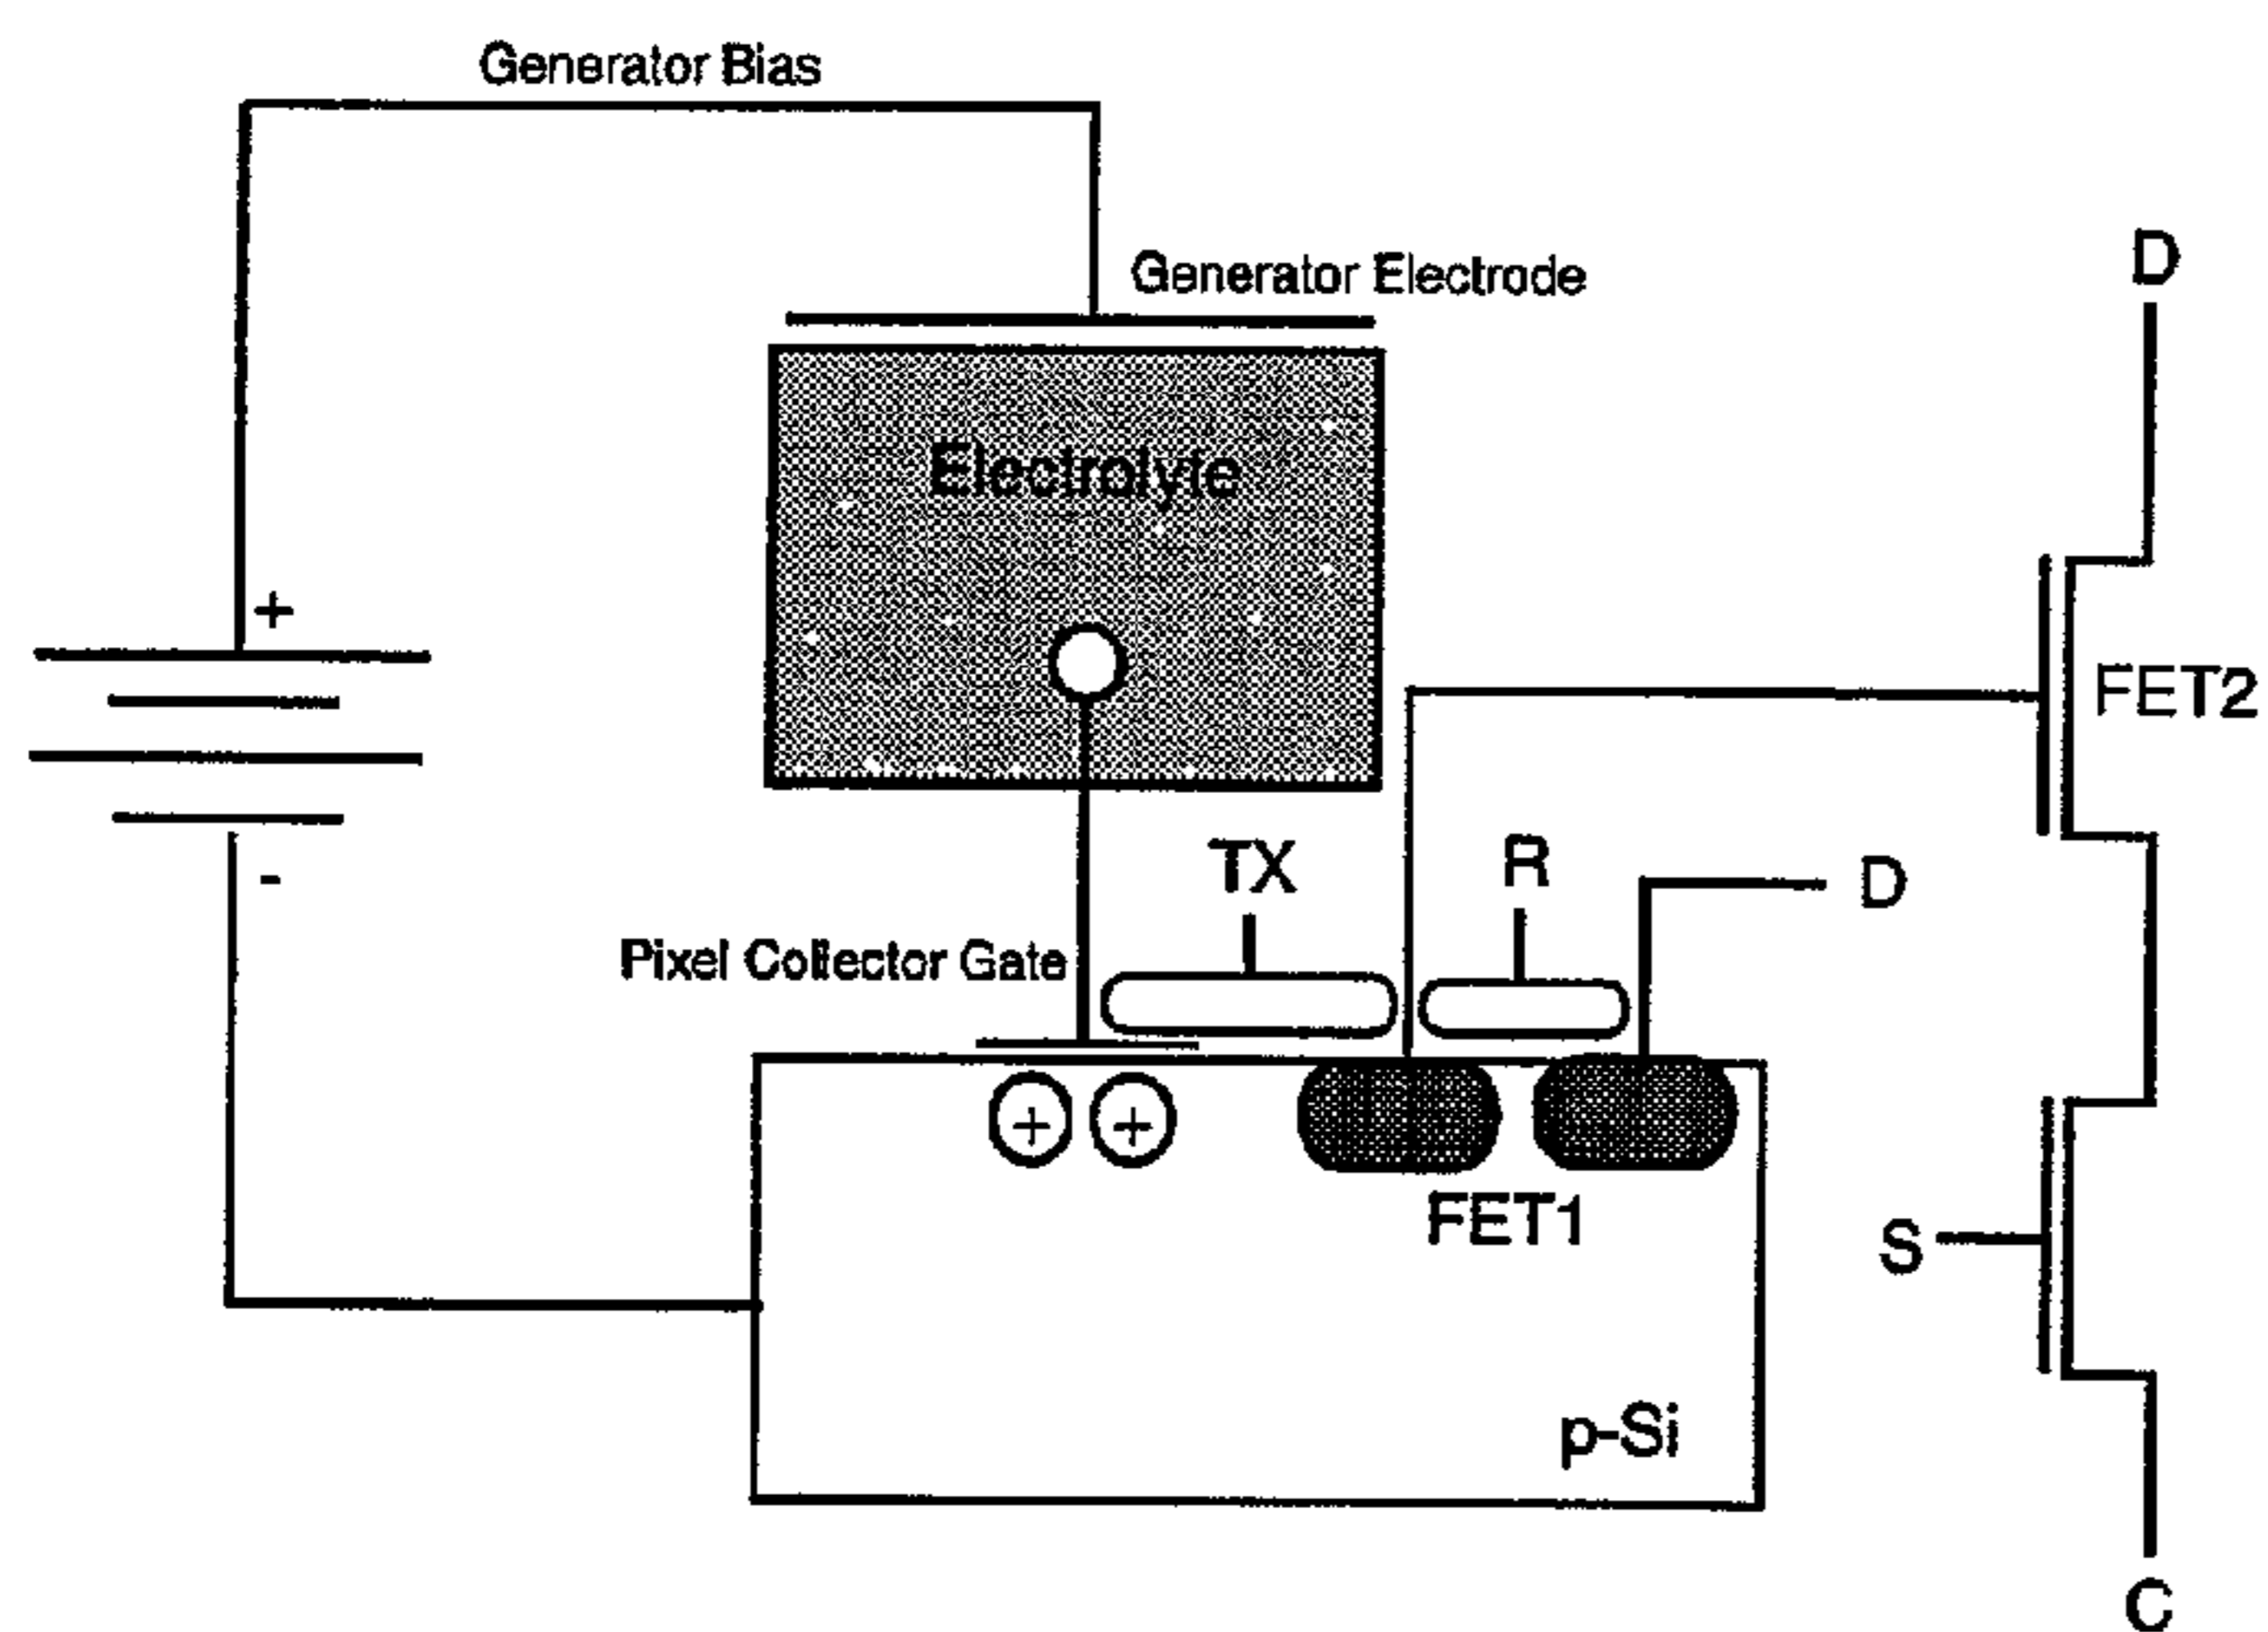 Generator Bias
Generator Electrode
D
Electrolyte
+
FET2
TX
R
D
-
Pixel Collector Gate
+ +
FET1
S
p-Si
C